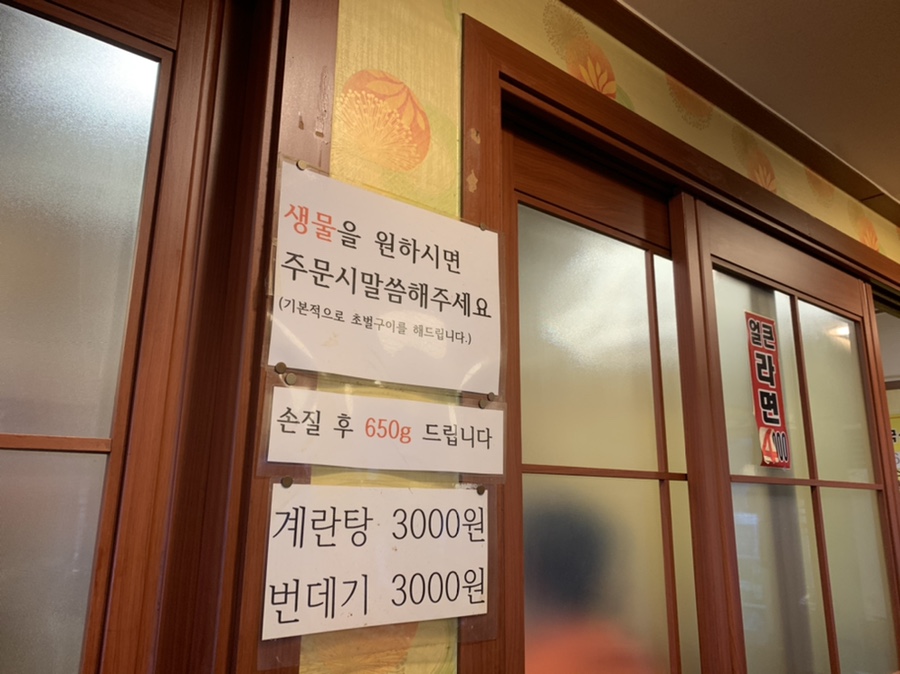 생물을 원하시면
주문시말씀해주세요
(기본적으로 초벌구이를 해드립니다.)
손질 후 650g 드립니다
계란탕 3000원
번데기 3000원
얼큰
라면